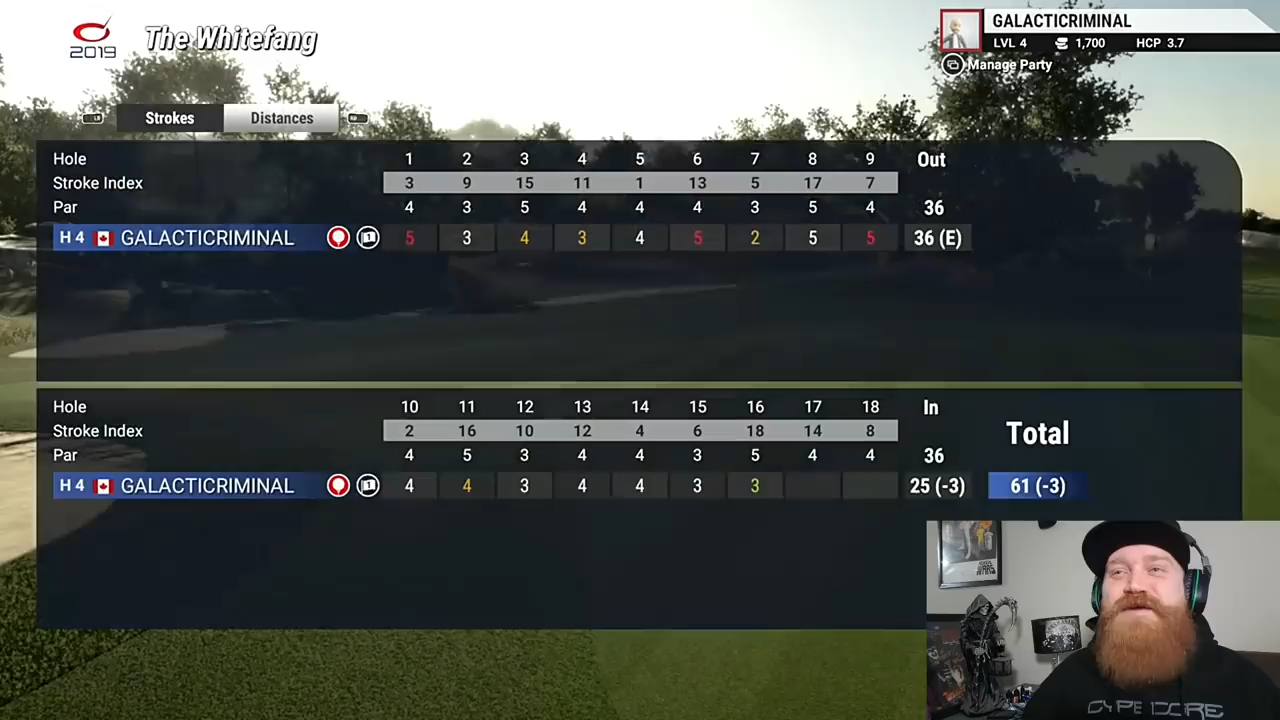 2019
The Whitefang
GALACTICRIMINAL
LVL 4 1,700 HCP 3.7
Manage Party
Strokes Distances
Hole 1 2 3 4 5 6 7 8 9 Out
Stroke Index 3 9 15 11 1 13 5 17 7
Par 4 3 5 4 4 4 3 5 4 36
H 4 GALACTICRIMINAL 5 3 4 3 4 5 2 5 5 36 (E)
Hole 10 11 12 13 14 15 16 17 18 In
Stroke Index 2 16 10 12 4 6 18 14 8 Total
Par 4 5 3 4 4 3 5 4 4 36
H 4 GALACTICRIMINAL 4 4 3 4 4 3 3 25 (-3) 61 (-3)